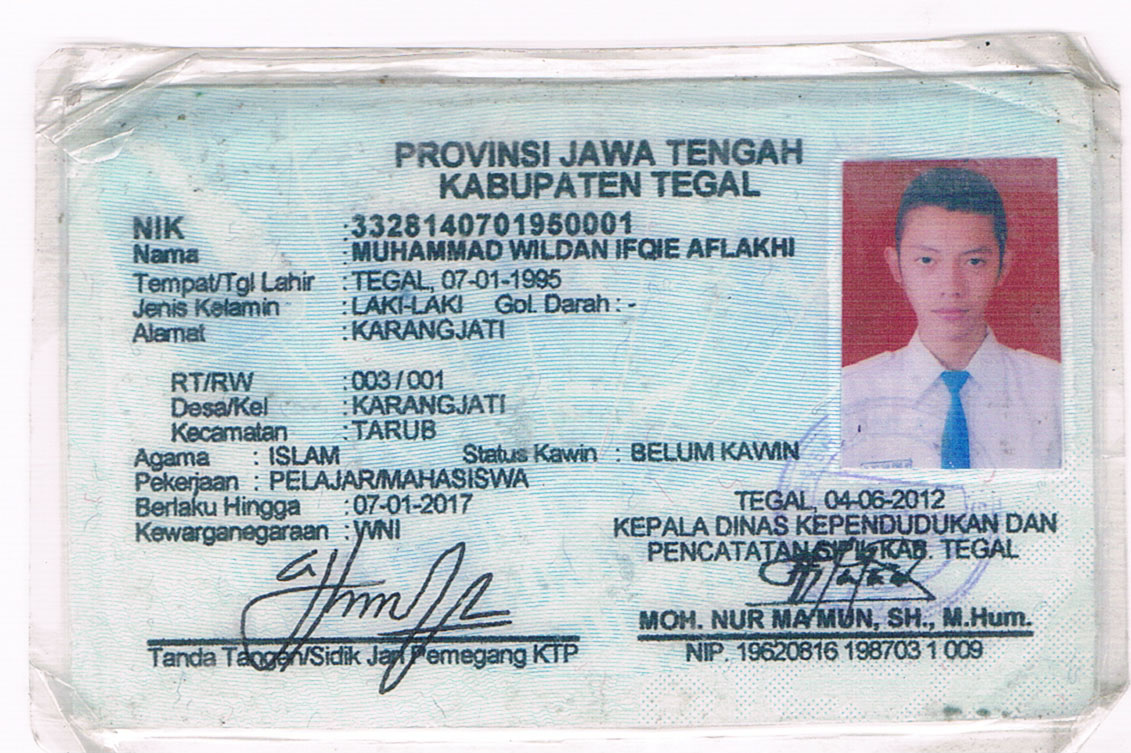 PROVINSI JAWA TENGAH
KABUPATEN TEGAL
NIK :3328140701950001
Nama :MUHAMMAD WILDAN IFQIE AFLAKHI
Tempat/Tgl Lahir :TEGAL, 07-01-1995
Jenis Kelamin :LAKI-LAKI Gol. Darah : -
Alamat :KARANGJATI
RT/RW :003 / 001
Desa/Kel :KARANGJATI
Kecamatan :TARUB
Agama : ISLAM Status Kawin : BELUM KAWIN
Pekerjaan : PELAJAR/MAHASISWA
Berlaku Hingga :07-01-2017
Kewarganegaraan :WNI
TEGAL, 04-06-2012
KEPALA DINAS KEPENDUDUKAN DAN
PENCATATAN SIPIL KAB. TEGAL
MOH. NUR MA'MUN, SH., M.Hum.
NIP. 19620816 198703 1 009
Tanda Tangan/Sidik Jari Pemegang KTP